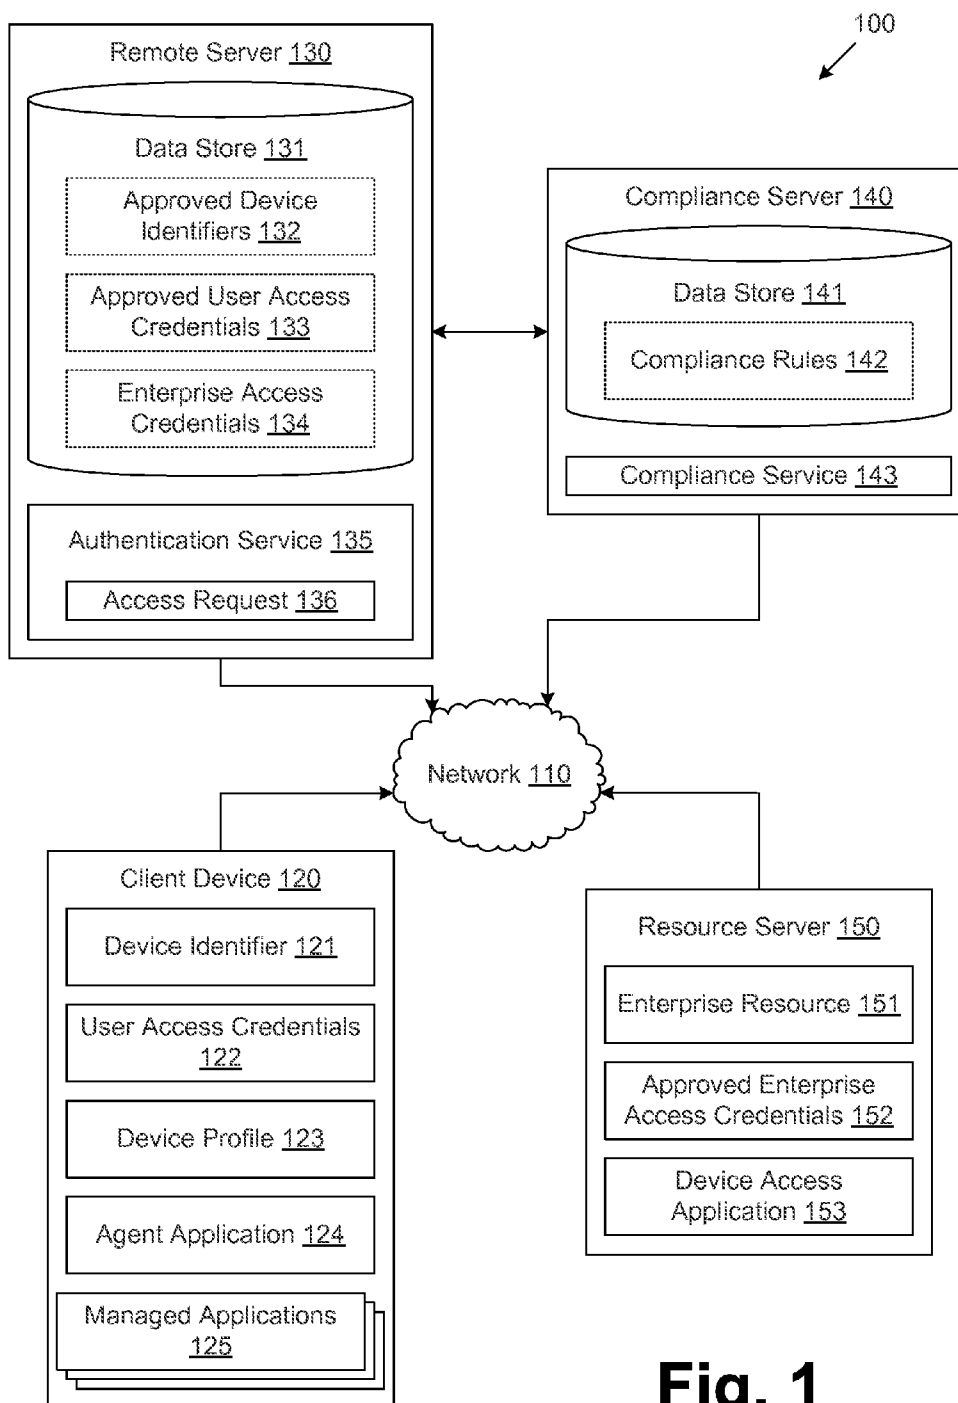 100
Remote Server 130
Data Store 131
Approved Device
Identifiers 132
Approved User Access
Credentials 133
Enterprise Access
Credentials 134
Authentication Service 135
Access Request 136
Compliance Server 140
Data Store 141
Compliance Rules 142
Compliance Service 143
Network 110
Client Device 120
Device Identifier 121
User Access Credentials
122
Device Profile 123
Agent Application 124
Managed Applications
125
Resource Server 150
Enterprise Resource 151
Approved Enterprise
Access Credentials 152
Device Access
Application 153
Fig. 1